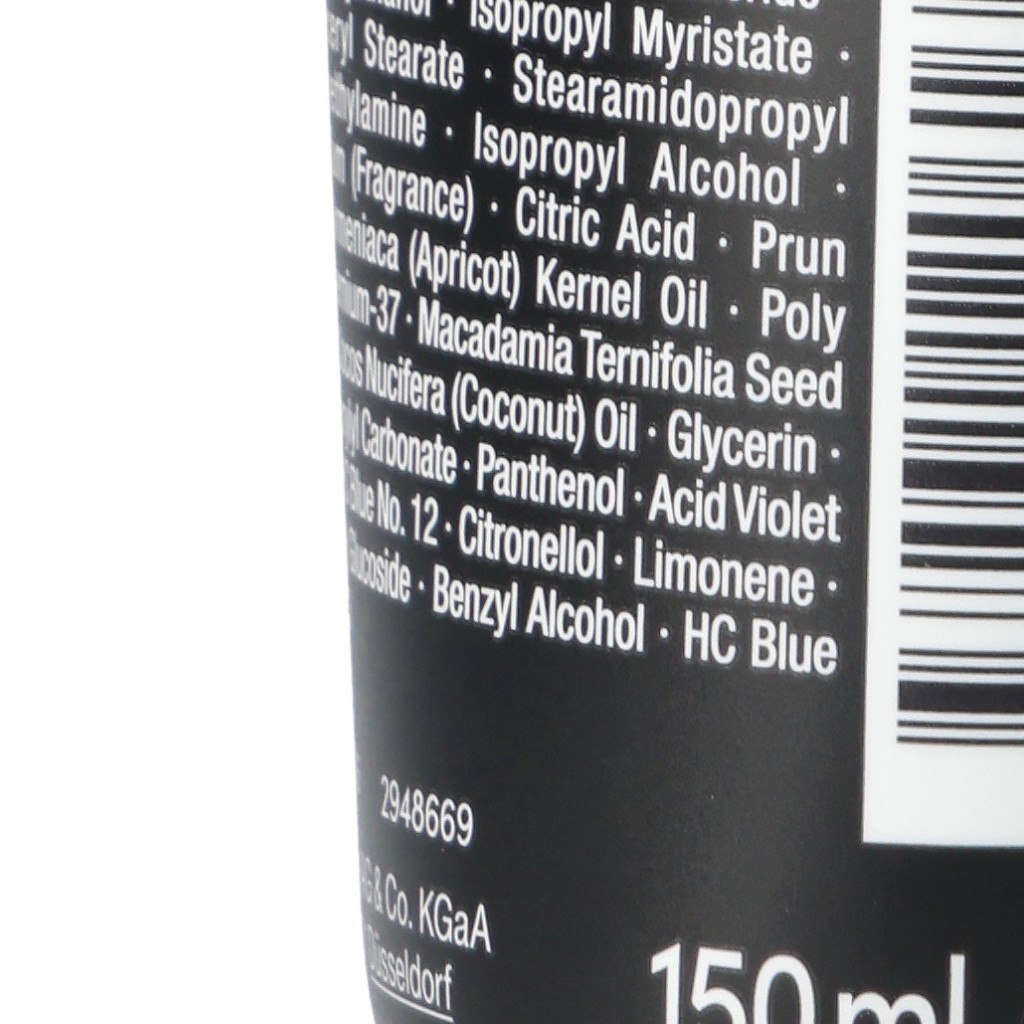 Isopropyl Myristate ·
Stearate · Stearamidopropyl
· Isopropyl Alcohol ·
(Fragrance) · Citric Acid · Prun
(Apricot) Kernel Oil · Poly
37 · Macadamia Ternifolia Seed
Nucifera (Coconut) Oil · Glycerin ·
Carbonate · Panthenol · Acid Violet
Blue No. 12 · Citronellol · Limonene ·
Glucoside · Benzyl Alcohol · HC Blue
2948669
& Co. KGaA
Düsseldorf
150 ml